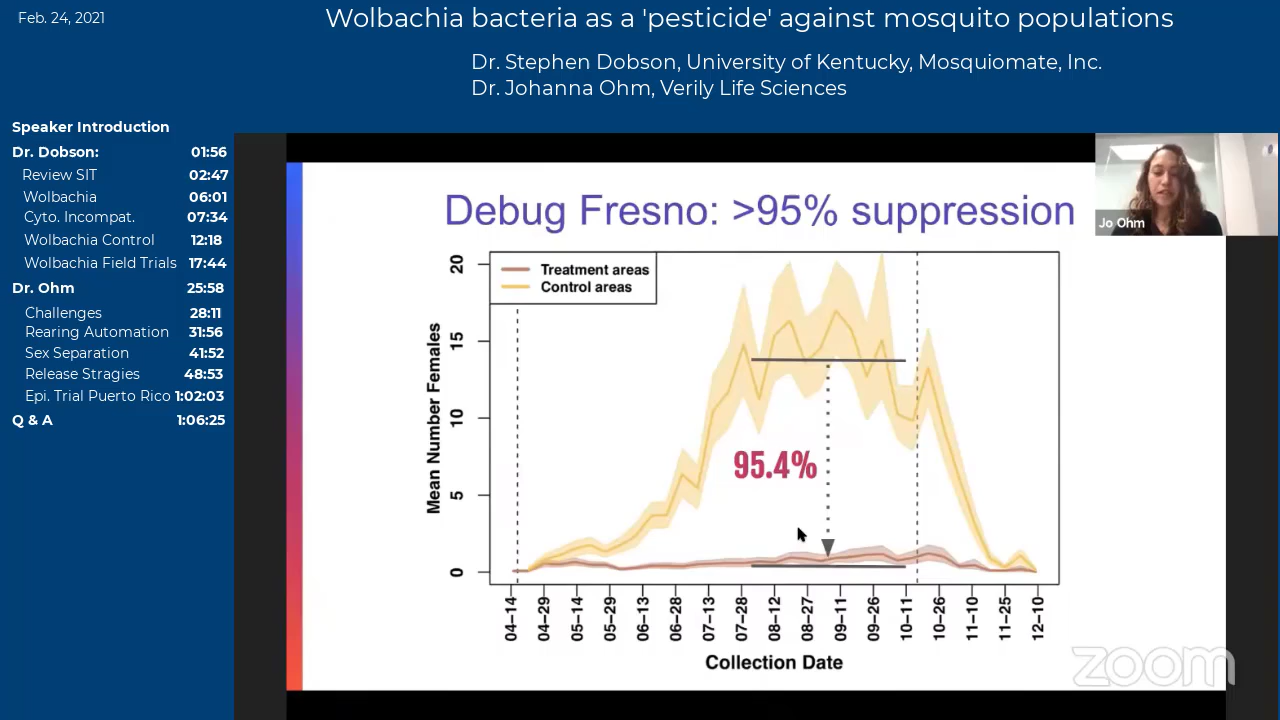 Feb. 24, 2021
Wolbachia bacteria as a 'pesticide' against mosquito populations
Dr. Stephen Dobson, University of Kentucky, Mosquiomate, Inc.
Dr. Johanna Ohm, Verily Life Sciences
Speaker Introduction
Dr. Dobson: 01:56
Review SIT 02:47
Wolbachia 06:01
Cyto. Incompat. 07:34
Wolbachia Control 12:18
Wolbachia Field Trials 17:44
Dr. Ohm 25:58
Challenges 28:11
Rearing Automation 31:56
Sex Separation 41:52
Release Stragies 48:53
Epi. Trial Puerto Rico 1:02:03
Q & A 1:06:25
Jo Ohm
Debug Fresno: >95% suppression
Treatment areas
Control areas
Mean Number Females
20
15
10
5
0
95.4%
04-14 04-29 05-14 05-29 06-13 06-28 07-13 07-28 08-12 08-27 09-11 09-26 10-11 10-26 11-10 11-25 12-10
Collection Date
zoom